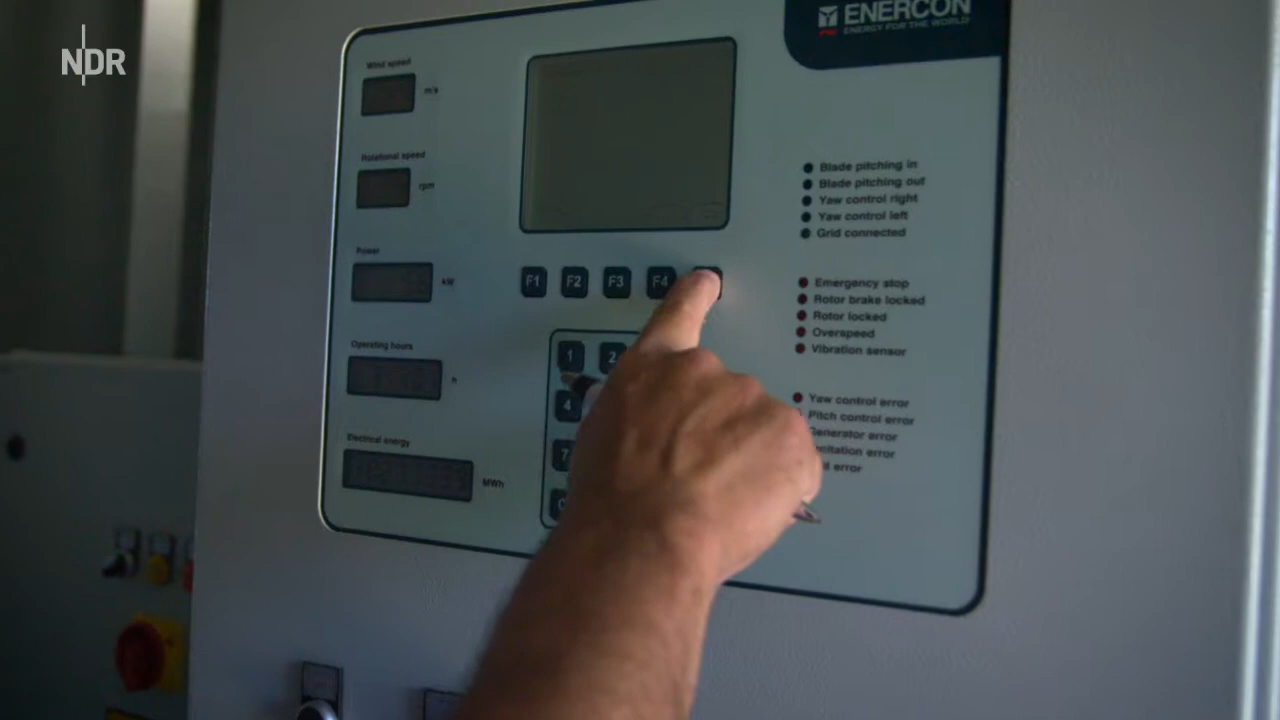 NDR
ENERCON
ENERGY FOR THE WORLD
Wind speed
m/s
Rotational speed
rpm
Power
kW
Operating hours
h
Electrical energy
MWh
F1 F2 F3 F4
1 2
4
7
Blade pitching in
Blade pitching out
Yaw control right
Yaw control left
Grid connected
Emergency stop
Rotor brake locked
Rotor locked
Overspeed
Vibration sensor
Yaw control error
Pitch control error
Generator error
error
error